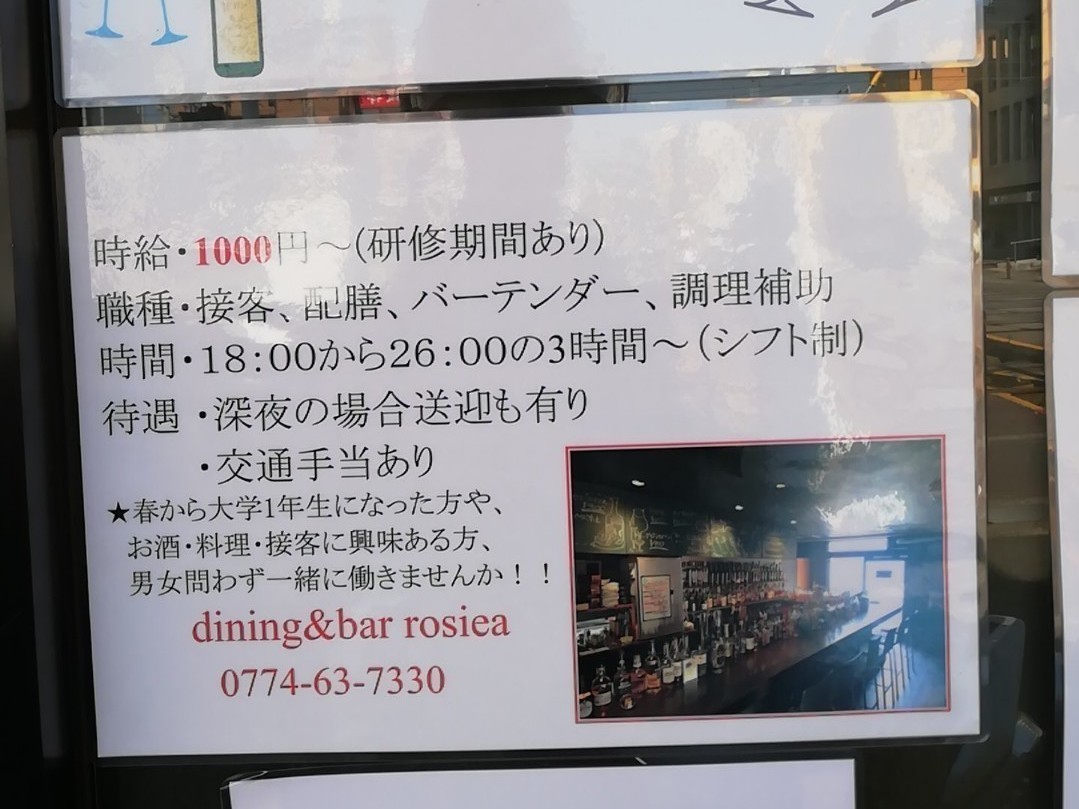 時給・1000円～(研修期間あり)
職種・接客、配膳、バーテンダー、調理補助
時間・18:00から26:00の3時間～(シフト制)
待遇 ・深夜の場合送迎も有り
・交通手当あり
★春から大学1年生になった方や、
お酒・料理・接客に興味ある方、
男女問わず一緒に働きませんか！！
dining&bar rosiea
0774-63-7330